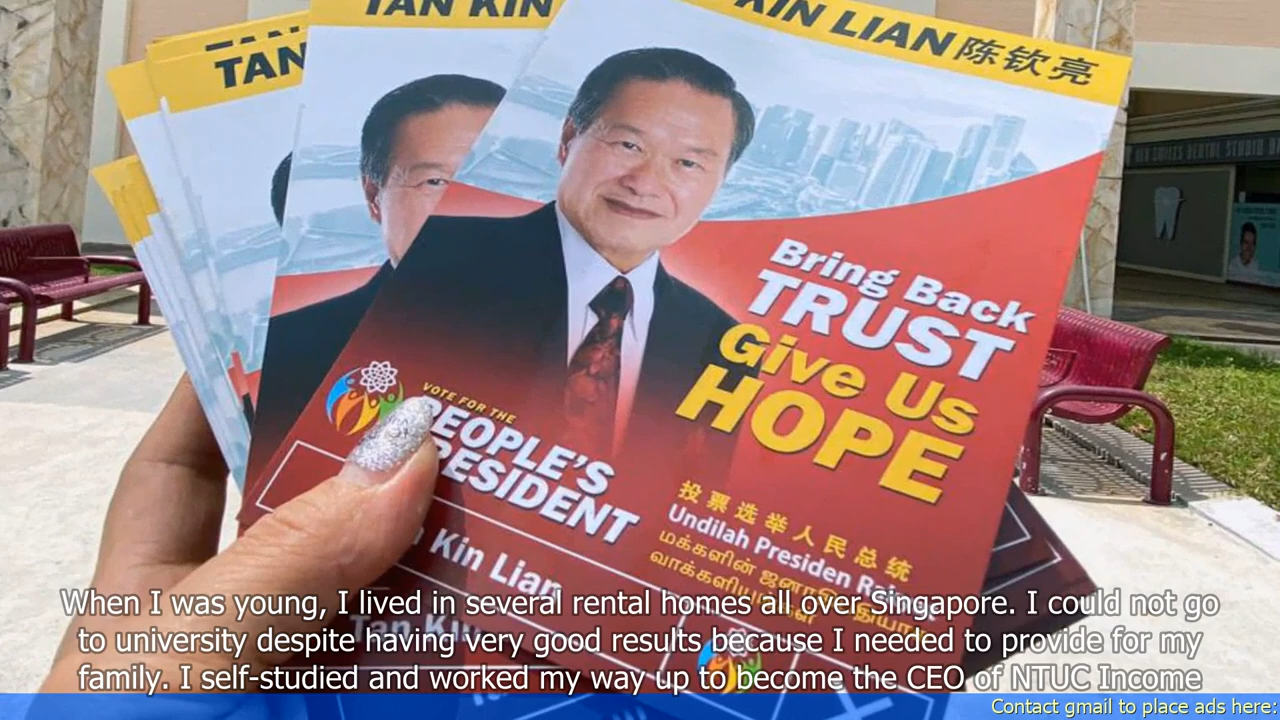 TAN KIN
KIN LIAN 陈钦亮
TAN
Bring Back
TRUST
Give Us
HOPE
VOTE FOR THE
PEOPLE'S
PRESIDENT
投票选举人民总统
Undilah Presiden
மக்களின்
Kin Lian
Tan
When I was young, I lived in several rental homes all over Singapore. I could not go
to university despite having very good results because I needed to provide for my
family. I self-studied and worked my way up to become the CEO of NTUC Income
Contact gmail to place ads here: